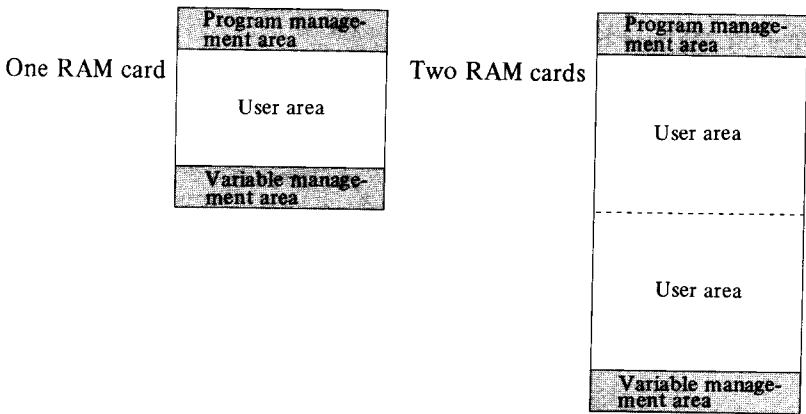 One RAM card
Program manage-
ment area
User area
Variable manage-
ment area
Two RAM cards
Program manage-
ment area
User area
User area
Variable manage-
ment area